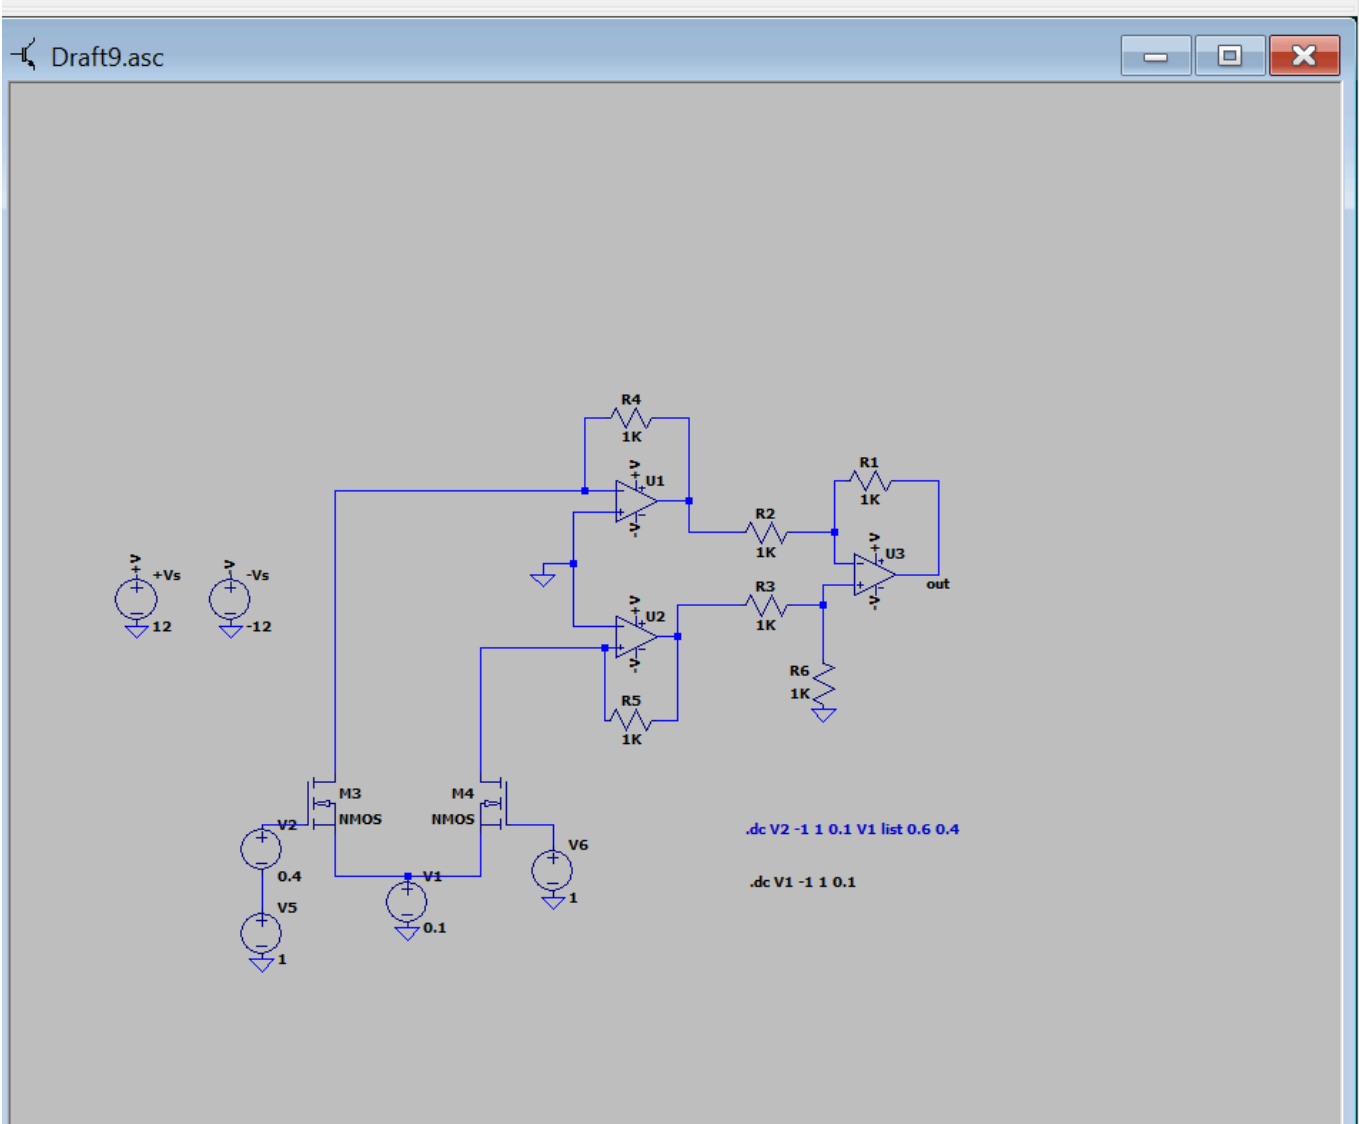 Draft9.asc
R4
1K
+V
U1
-V
R1
1K
R2
1K
+V
U3
-V
out
+V
+Vs
12
-V
-Vs
-12
R3
1K
+V
U2
-V
R6
1K
R5
1K
M3
NMOS
M4
NMOS
V2
0.4
V5
1
V1
0.1
V6
1
.dc V2 -1 1 0.1 V1 list 0.6 0.4
.dc V1 -1 1 0.1